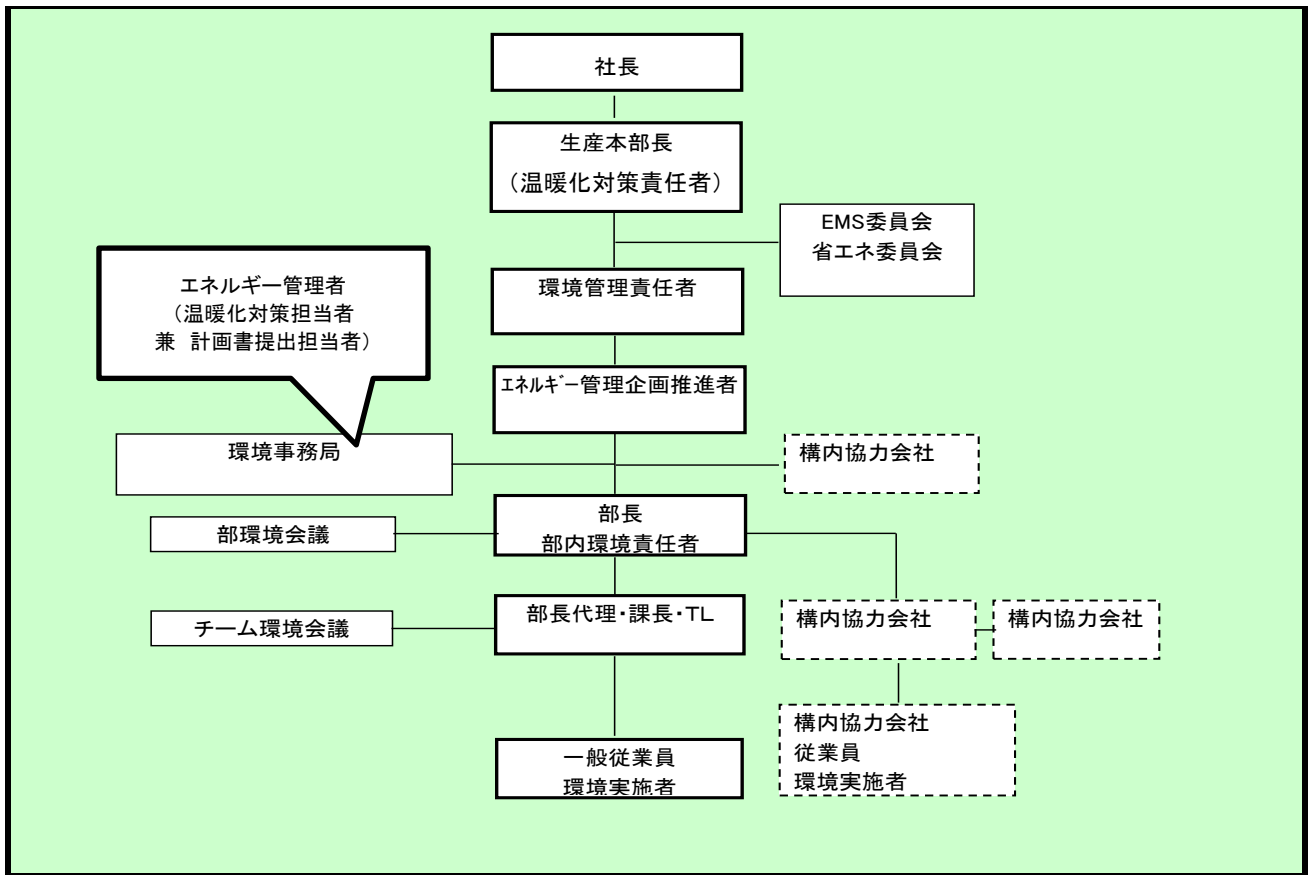 社長
生産本部長
（温暖化対策責任者）
EMS委員会
省エネ委員会
エネルギー管理者
（温暖化対策担当者
兼　計画書提出担当者）
環境管理責任者
ｴﾈﾙｷﾞｰ管理企画推進者
環境事務局
構内協力会社
部長
部内環境責任者
部環境会議
部長代理・課長・TL
チーム環境会議
構内協力会社
構内協力会社
一般従業員
環境実施者
構内協力会社
従業員
環境実施者